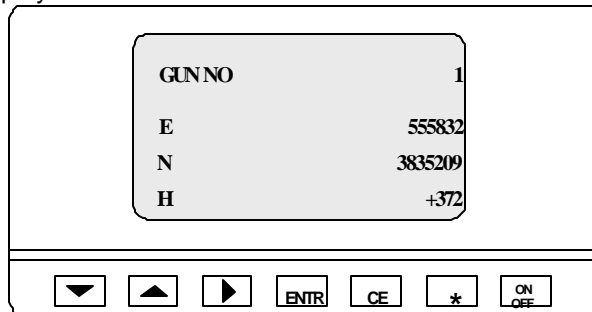 GUN NO 1
E 555832
N 3835209
H +372
ENTR CE * ON
OFF